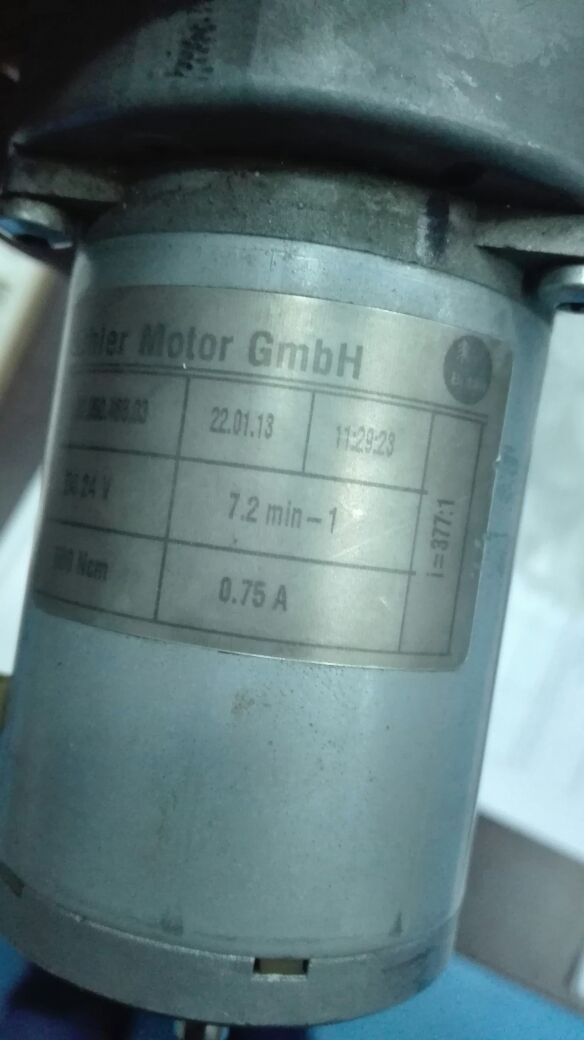 Motor GmbH
22.01.13 11:29:23
24 V 7.2 min-1
Ncm 0.75 A
i=377:1